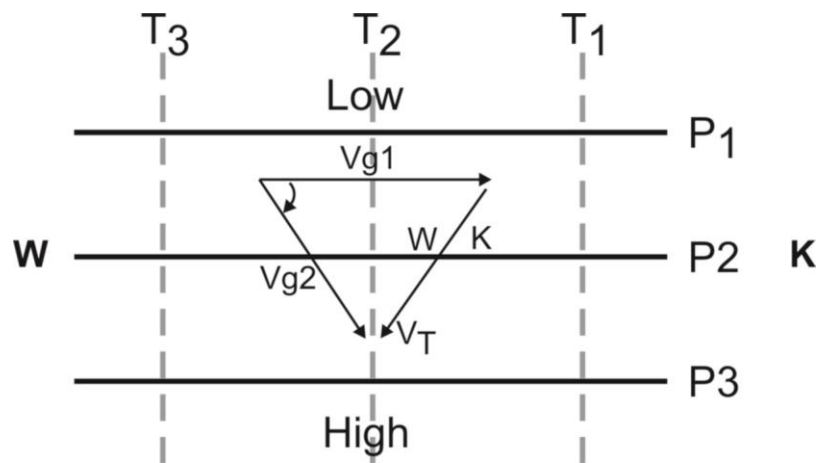 T3 T2 T1
Low
P1
Vg1
W W K P2 K
Vg2
VT
P3
High